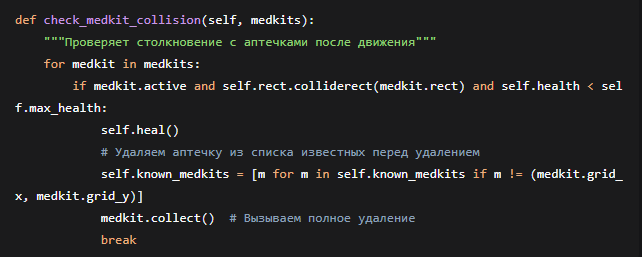 def check_medkit_collision(self, medkits):
    """Проверяет столкновение с аптечками после движения"""
    for medkit in medkits:
        if medkit.active and self.rect.colliderect(medkit.rect) and self.health < sel
f.max_health:
            self.heal()
            # Удаляем аптечку из списка известных перед удалением
            self.known_medkits = [m for m in self.known_medkits if m != (medkit.grid_
x, medkit.grid_y)]
            medkit.collect()  # Вызываем полное удаление
            break